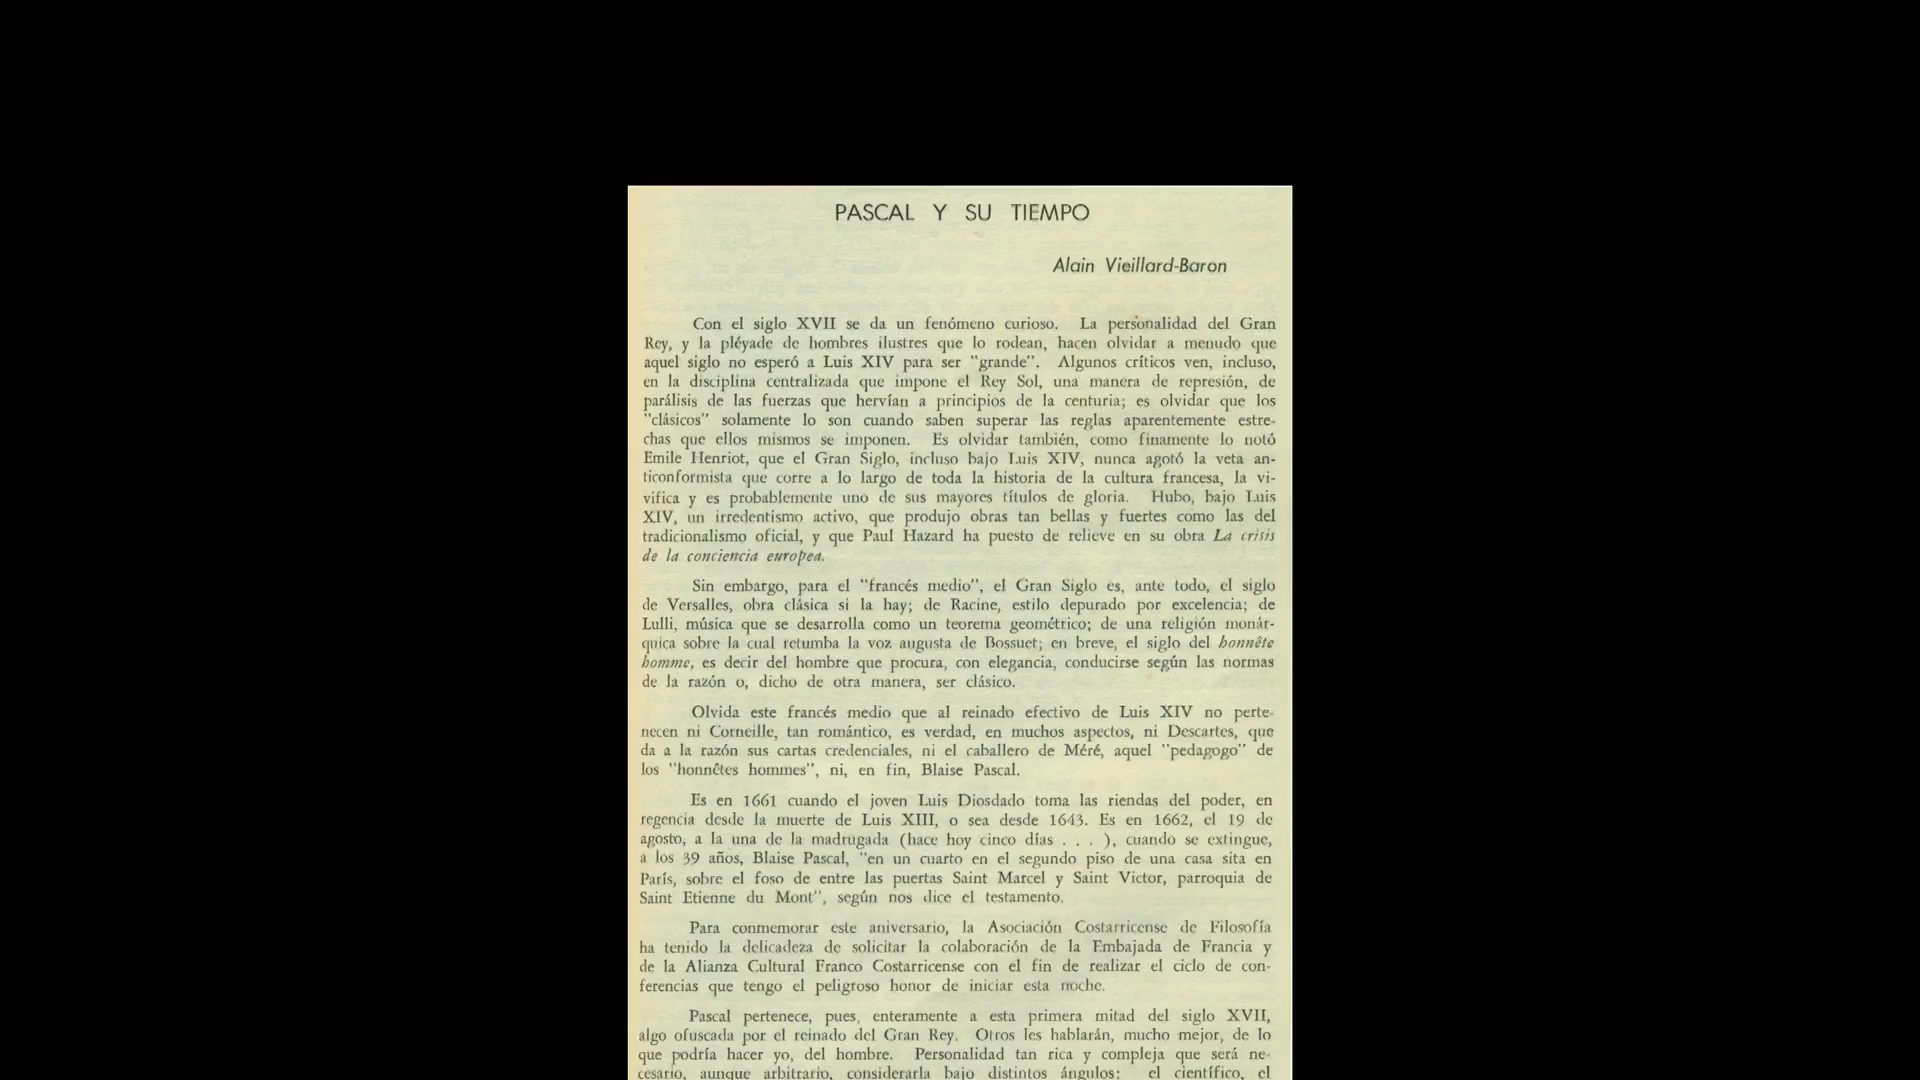 PASCAL Y SU TIEMPO
Alain Vieillard-Baron
Con el siglo XVII se da un fenómeno curioso. La personalidad del Gran
Rey, y la pléyade de hombres ilustres que lo rodean, hacen olvidar a menudo que
aquel siglo no esperó a Luis XIV para ser "grande". Algunos críticos ven, incluso,
en la disciplina centralizada que impone el Rey Sol, una manera de represión, de
parálisis de las fuerzas que hervían a principios de la centuria; es olvidar que los
"clásicos" solamente lo son cuando saben superar las reglas aparentemente estre-
chas que ellos mismos se imponen. Es olvidar también, como finamente lo notó
Emile Henriot, que el Gran Siglo, incluso bajo Luis XIV, nunca agotó la veta an-
ticonformista que corre a lo largo de toda la historia de la cultura francesa, la vi-
vifica y es probablemente uno de sus mayores títulos de gloria. Hubo, bajo Luis
XIV, un irredentismo activo, que produjo obras tan bellas y fuertes como las del
tradicionalismo oficial, y que Paul Hazard ha puesto de relieve en su obra La crisis
de la conciencia europea.
Sin embargo, para el "francés medio", el Gran Siglo es, ante todo, el siglo
de Versalles, obra clásica si la hay; de Racine, estilo depurado por excelencia; de
Lulli, música que se desarrolla como un teorema geométrico; de una religión monár-
quica sobre la cual retumba la voz augusta de Bossuet; en breve, el siglo del honnête
homme, es decir del hombre que procura, con elegancia, conducirse según las normas
de la razón o, dicho de otra manera, ser clásico.
Olvida este francés medio que al reinado efectivo de Luis XIV no perte-
necen ni Corneille, tan romántico, es verdad, en muchos aspectos, ni Descartes, que
da a la razón sus cartas credenciales, ni el caballero de Méré, aquel "pedagogo" de
los "honnêtes hommes", ni, en fin, Blaise Pascal.
Es en 1661 cuando el joven Luis Diosdado toma las riendas del poder, en
regencia desde la muerte de Luis XIII, o sea desde 1643. Es en 1662, el 19 de
agosto, a la una de la madrugada (hace hoy cinco días . . . ), cuando se extingue,
a los 39 años, Blaise Pascal, "en un cuarto en el segundo piso de una casa sita en
París, sobre el foso de entre las puertas Saint Marcel y Saint Victor, parroquia de
Saint Etienne du Mont", según nos dice el testamento.
Para conmemorar este aniversario, la Asociación Costarricense de Filosofía
ha tenido la delicadeza de solicitar la colaboración de la Embajada de Francia y
de la Alianza Cultural Franco Costarricense con el fin de realizar el ciclo de con-
ferencias que tengo el peligroso honor de iniciar esta noche.
Pascal pertenece, pues, enteramente a esta primera mitad del siglo XVII,
algo ofuscada por el reinado del Gran Rey. Otros les hablarán, mucho mejor, de lo
que podría hacer yo, del hombre. Personalidad tan rica y compleja que será ne-
cesario, aunque arbitrario, considerarla bajo distintos ángulos: el científico, el